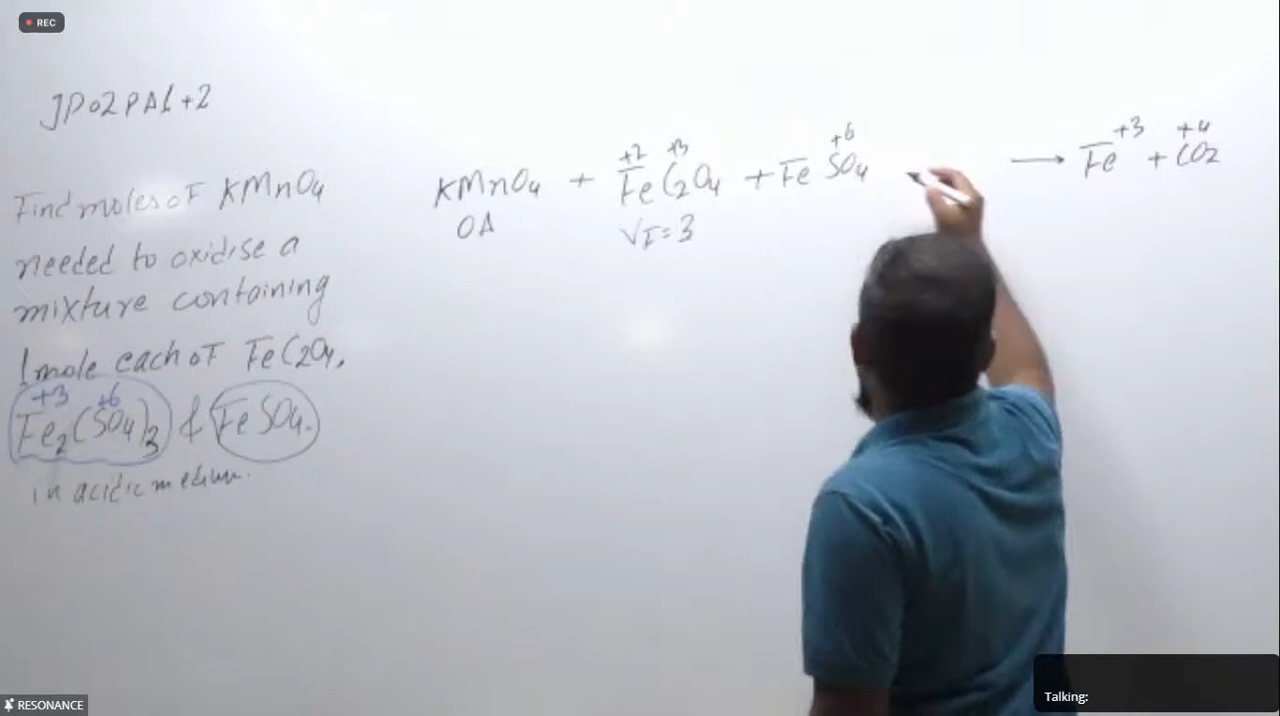 REC
JP02PA1+2
Find moles of KMnO4
needed to oxidise a
mixture containing
1 mole each of FeC2O4,
+3 +6
Fe2(SO4)3 & FeSO4.
in acidic medium.
+2 +3 +6 +3 +4
KMnO4 + FeC2O4 + FeSO4 → Fe + CO2
OA VF=3
Talking:
RESONANCE